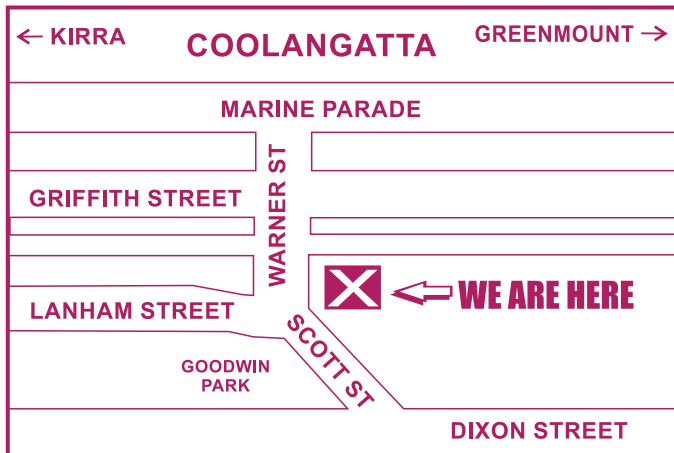 ← KIRRA
COOLANGATTA
GREENMOUNT →
MARINE PARADE
WARNER ST
GRIFFITH STREET
WE ARE HERE
LANHAM STREET
SCOTT ST
GOODWIN
PARK
DIXON STREET